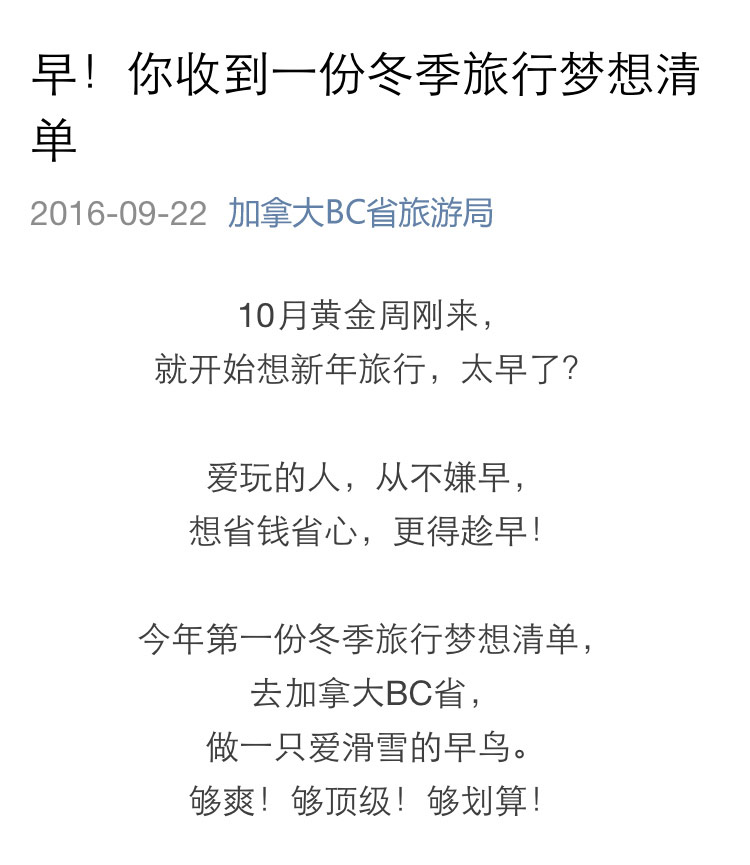 早！你收到一份冬季旅行梦想清
单
2016-09-22 加拿大BC省旅游局
10月黄金周刚来，
就开始想新年旅行，太早了？
爱玩的人，从不嫌早，
想省钱省心，更得趁早！
今年第一份冬季旅行梦想清单，
去加拿大BC省，
做一只爱滑雪的早鸟。
够爽！够顶级！够划算！